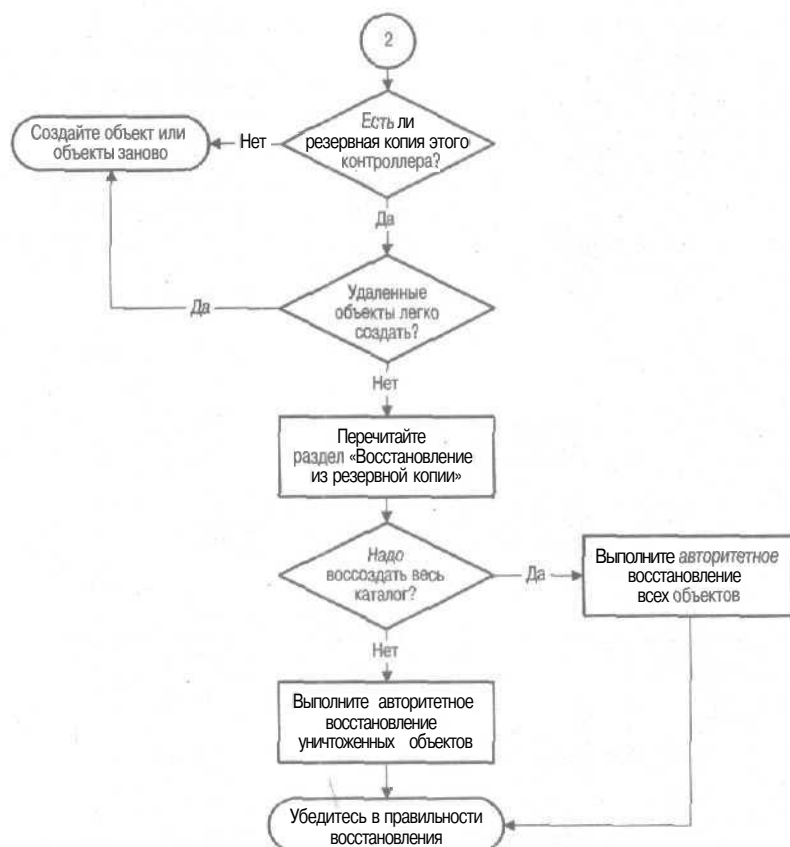 2
Есть ли
резервная копия этого
контроллера?
Нет
Создайте объект или
объекты заново
Да
Удаленные
объекты легко
создать?
Да
Нет
Перечитайте
раздел «Восстановление
из резервной копии»
Надо
воссоздать весь
каталог?
Да
Выполните авторитетное
восстановление
всех объектов
Нет
Выполните авторитетное
восстановление
уничтоженных объектов
Убедитесь в правильности
восстановления